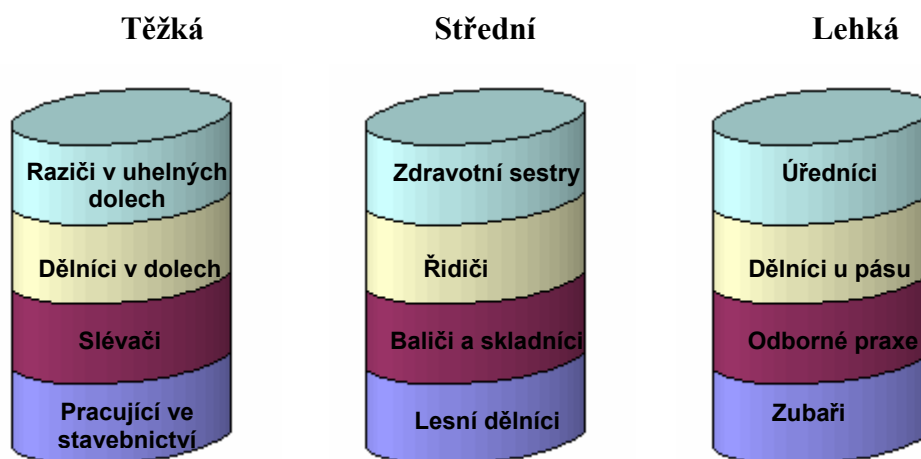 Těžká
Střední
Lehká
Raziči v uhelných
dolech
Dělníci v dolech
Slévači
Pracující ve
stavebnictví
Zdravotní sestry
Řidiči
Baliči a skladníci
Lesní dělníci
Úředníci
Dělníci u pásu
Odborné praxe
Zubaři